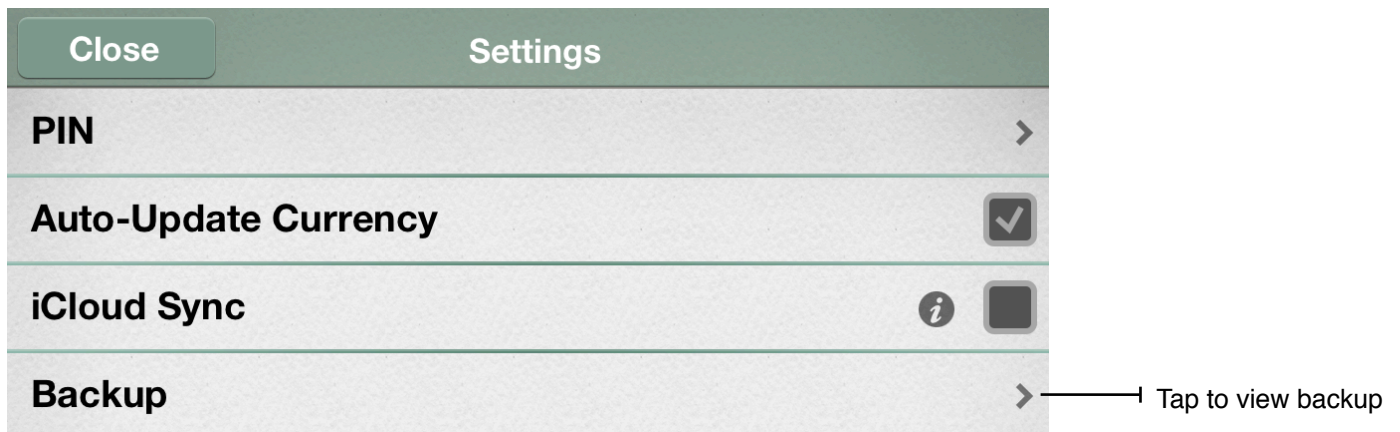 Close Settings
PIN
Auto-Update Currency
iCloud Sync i
Backup Tap to view backup